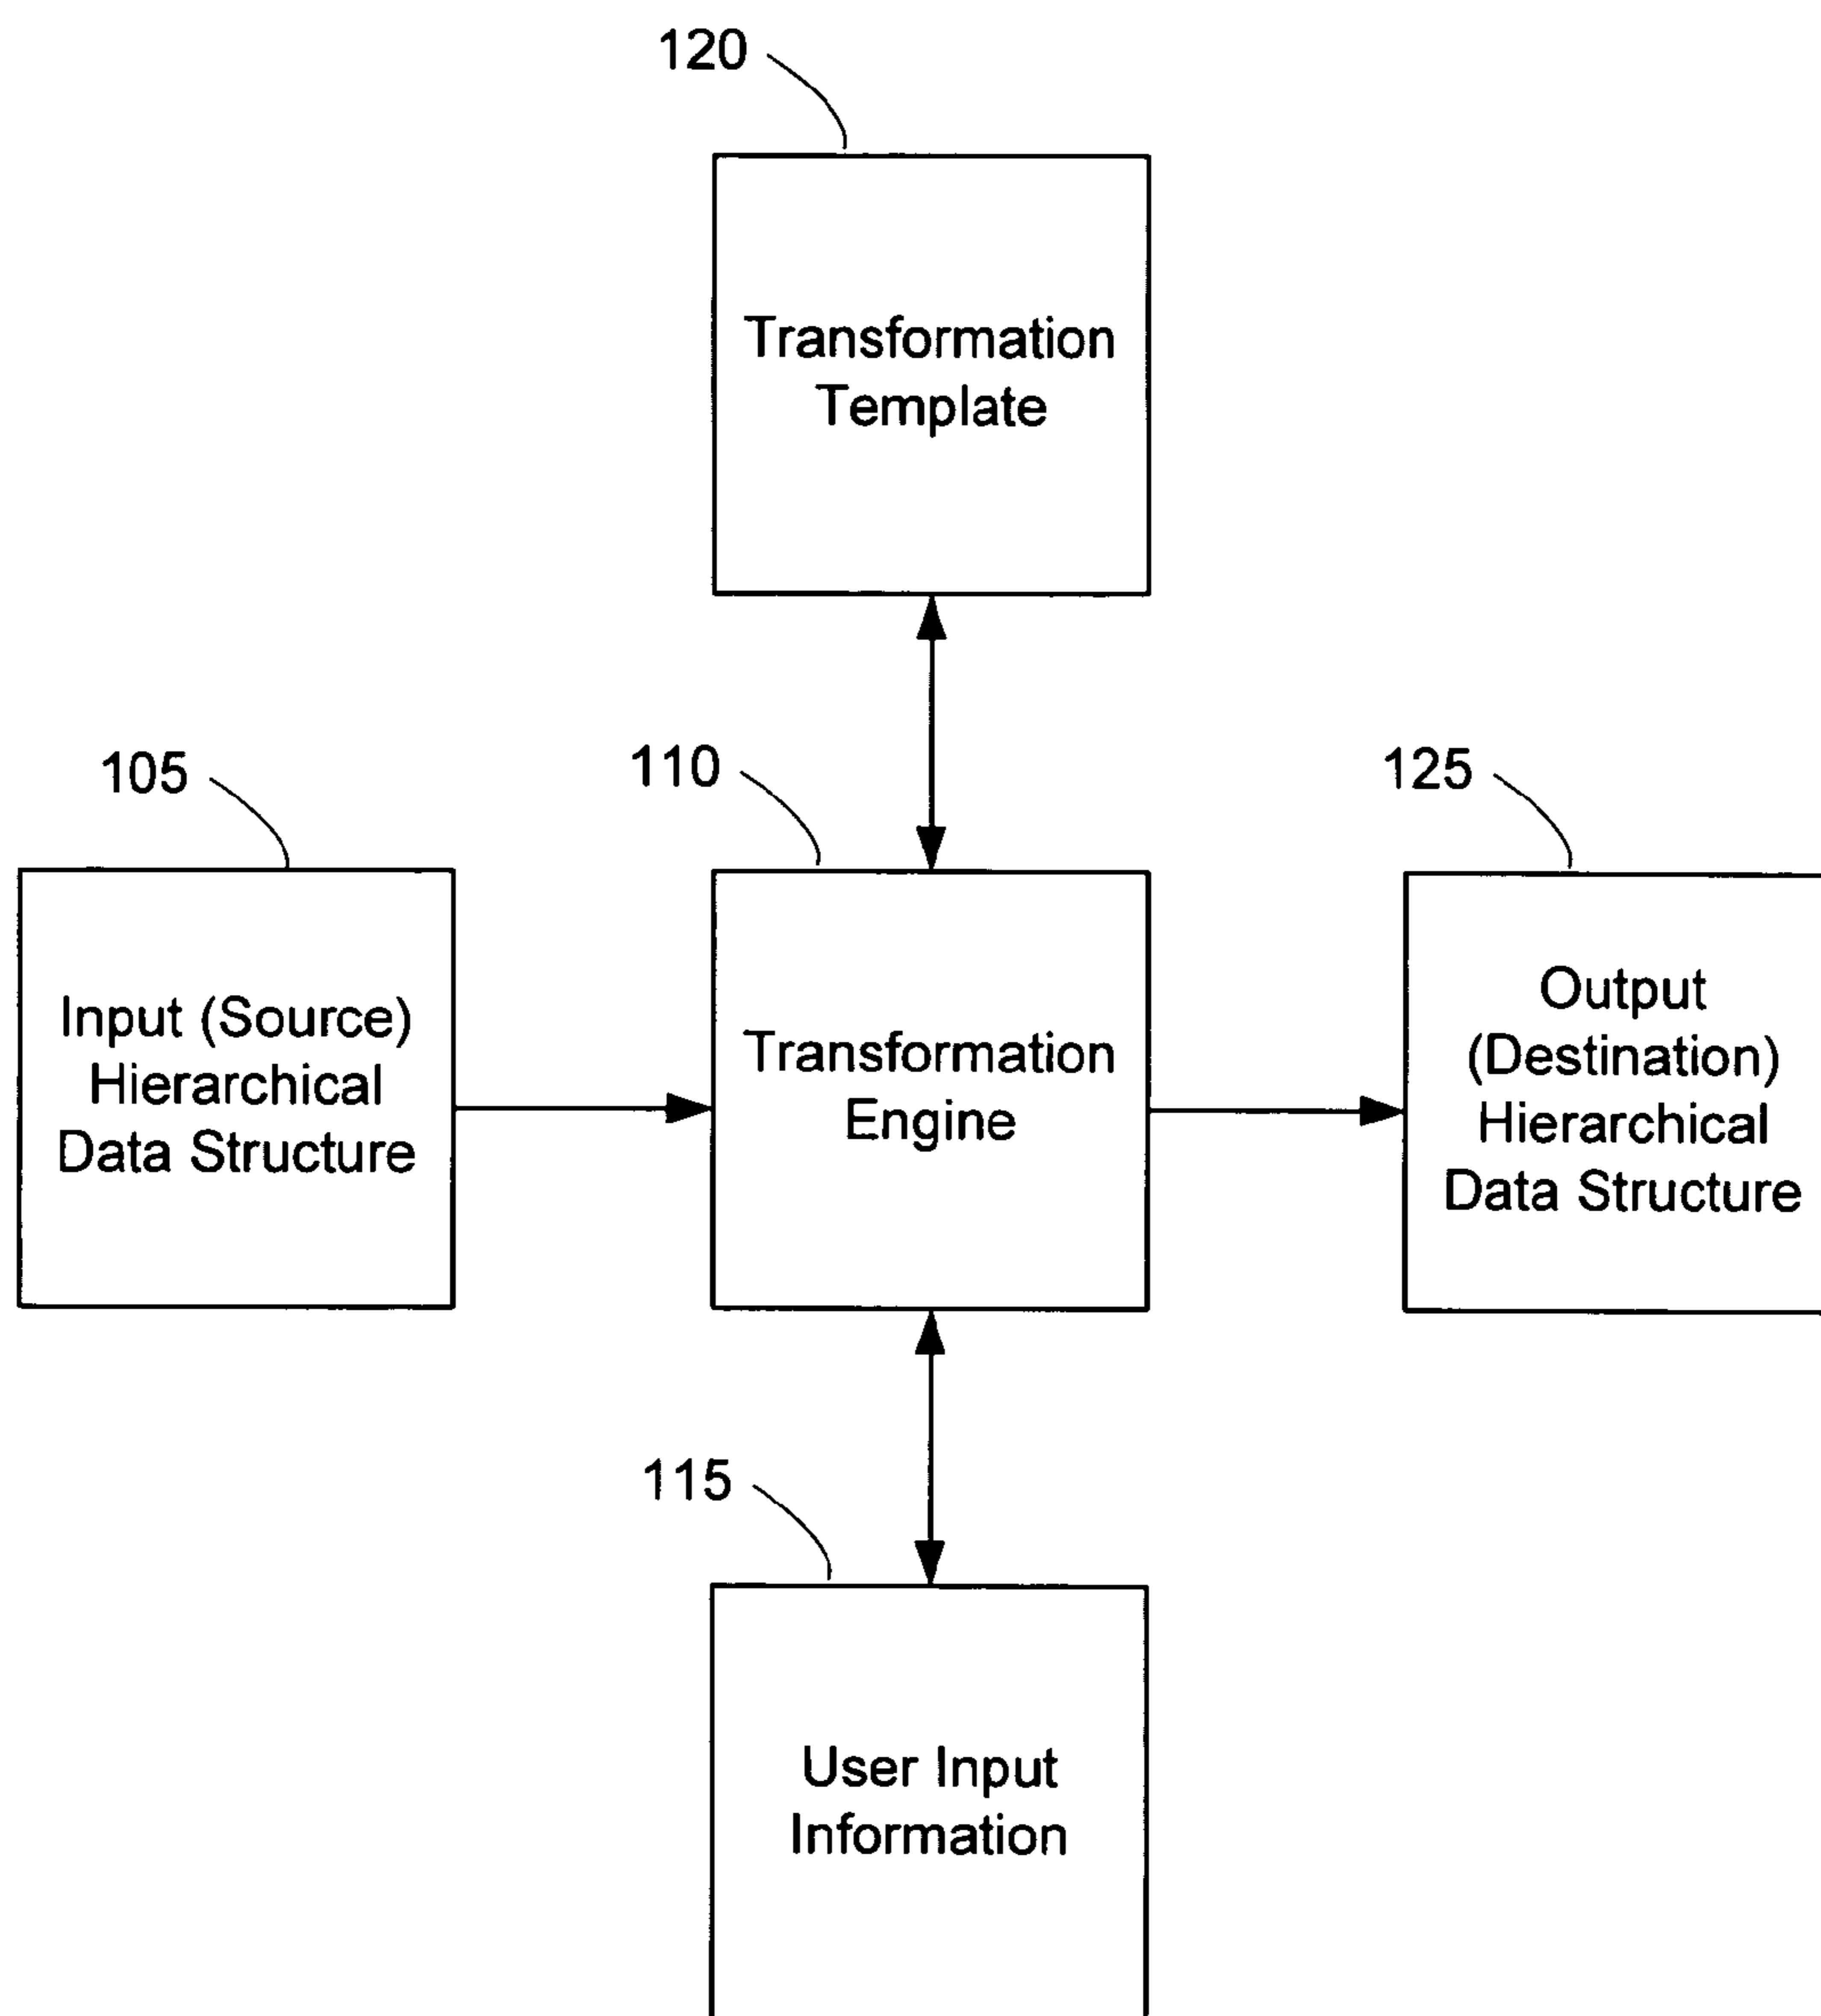 120
Transformation
Template
105
110
125
Input (Source)
Hierarchical
Data Structure
Transformation
Engine
Output
(Destination)
Hierarchical
Data Structure
115
User Input
Information